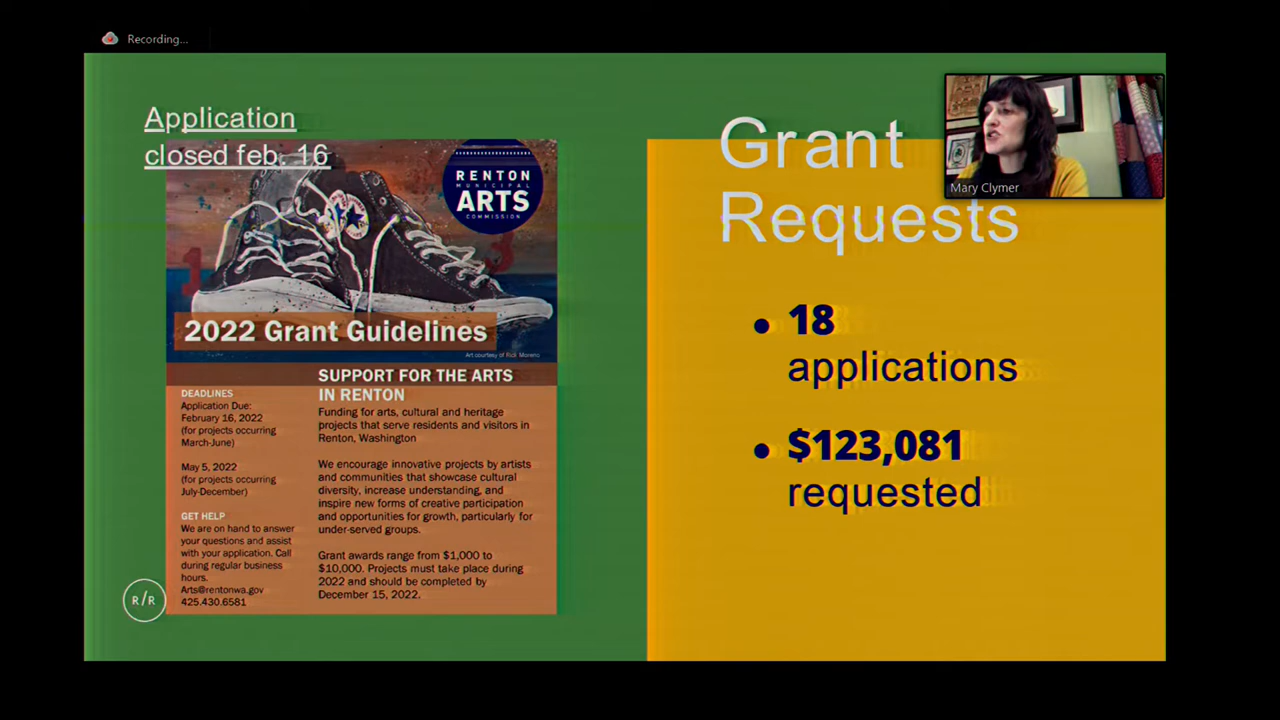 Recording...
Application
closed feb. 16
RENTON
MUNICIPAL
ARTS
COMMISSION
2022 Grant Guidelines
Art courtesy of Rick Moreno
DEADLINES
Application Due:
February 16, 2022
(for projects occurring
March-June)
May 5, 2022
(for projects occurring
July-December)
GET HELP
We are on hand to answer
your questions and assist
with your application. Call
during regular business
hours.
Arts@rentonwa.gov
425.430.6581
SUPPORT FOR THE ARTS
IN RENTON
Funding for arts, cultural and heritage
projects that serve residents and visitors in
Renton, Washington
We encourage innovative projects by artists
and communities that showcase cultural
diversity, increase understanding, and
inspire new forms of creative participation
and opportunities for growth, particularly for
under-served groups.
Grant awards range from $1,000 to
$10,000. Projects must take place during
2022 and should be completed by
December 15, 2022.
R/R
Grant
Requests
• 18
applications
• $123,081
requested
Mary Clymer